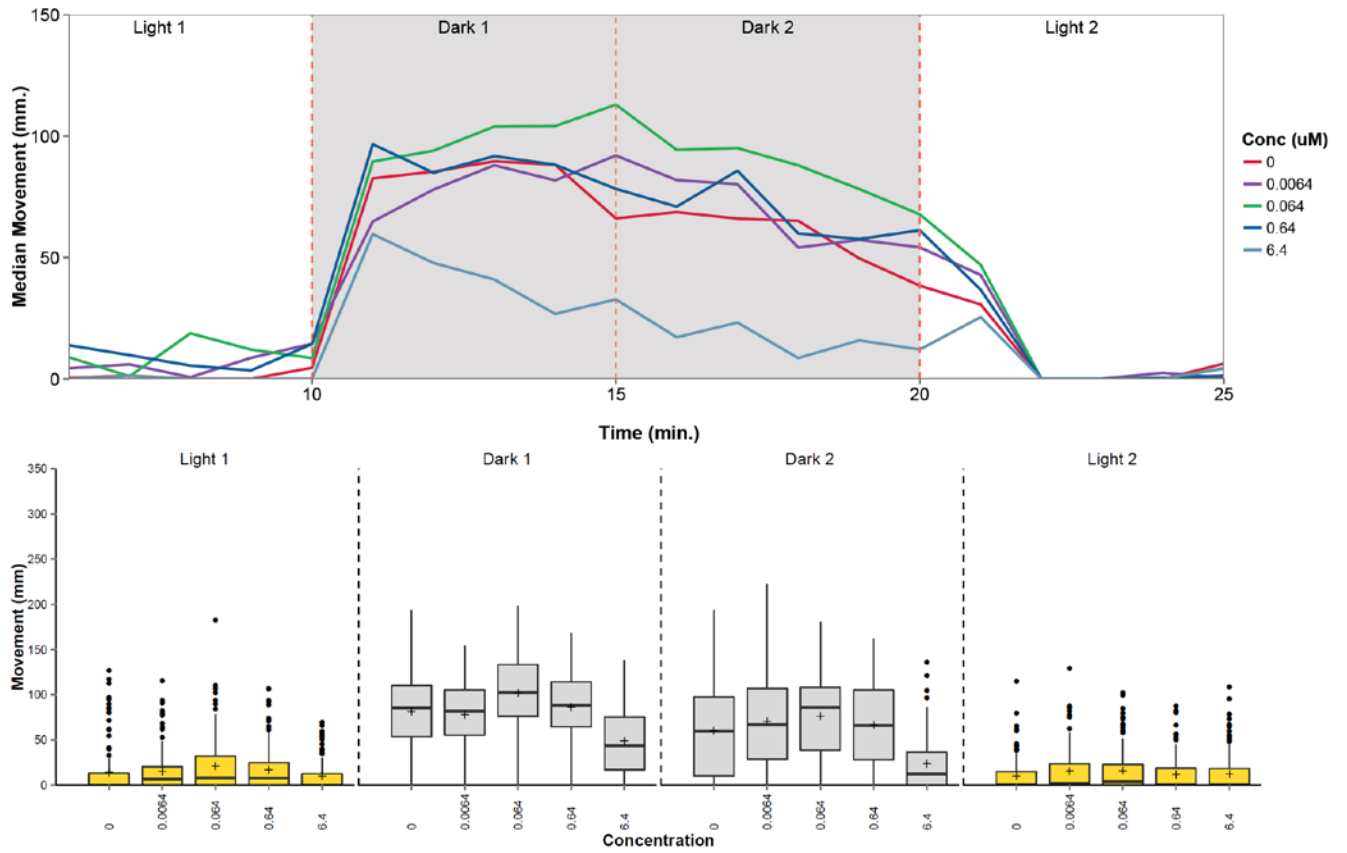 150
Light 1 Dark 1 Dark 2 Light 2
100
50
0
Median Movement (mm.)
10 15 20 25
Time (min.)
Conc (uM)
0
0.0064
0.064
0.64
6.4
Light 1 Dark 1 Dark 2 Light 2
350
300
250
200
150
100
50
0
Movement (mm)
0 0.0064 0.064 0.64 6.4 0 0.0064 0.064 0.64 6.4 0 0.0064 0.064 0.64 6.4 0 0.0064 0.064 0.64 6.4
Concentration